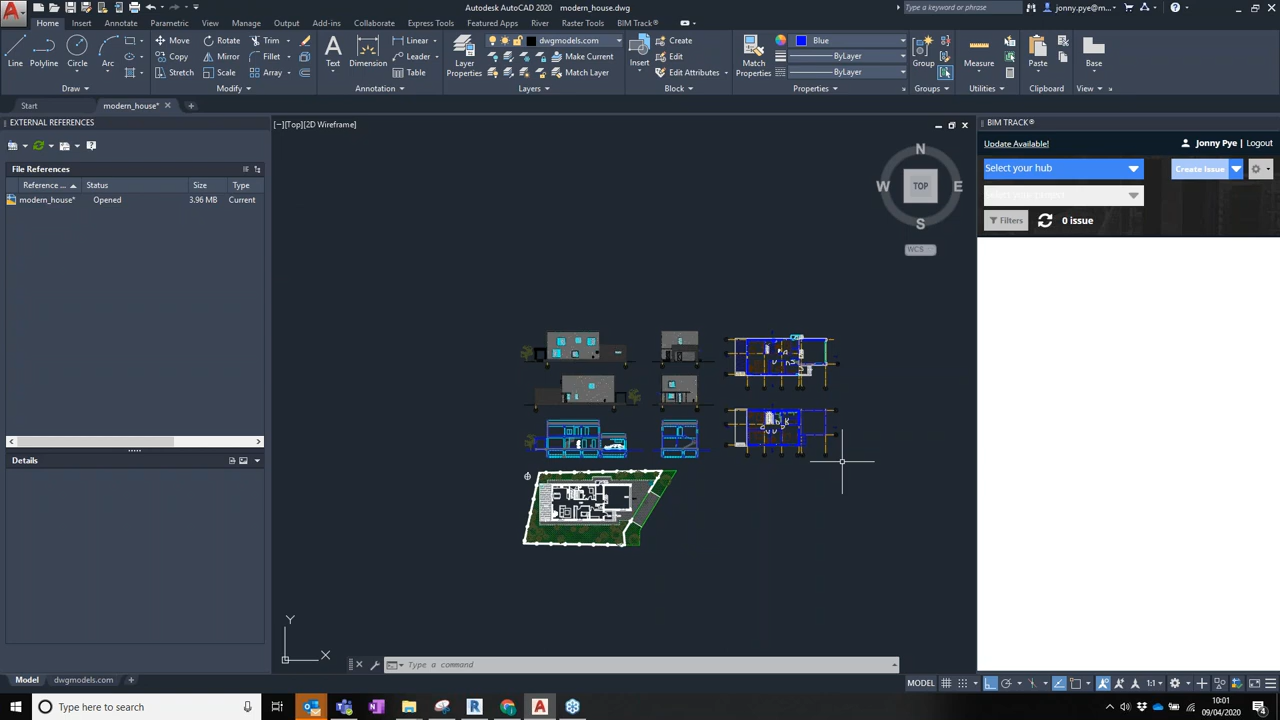 Autodesk AutoCAD 2020 modern_house.dwg
Type a keyword or phrase
jonny.pye@m...
Home Insert Annotate Parametric View Manage Output Add-ins Collaborate Express Tools Featured Apps River Raster Tools BIM Track®
Line Polyline Circle Arc
Move Rotate Trim
Copy Mirror Fillet
Stretch Scale Array
Text Dimension
Linear
Leader
Table
Layer Properties
dwgmodels.com
Make Current
Match Layer
Insert
Create
Edit
Edit Attributes
Match Properties
Blue
ByLayer
ByLayer
Group
Measure
Paste
Base
Draw Modify Annotation Layers Block Properties Groups Utilities Clipboard View
Start modern_house*
EXTERNAL REFERENCES
File References
Reference ... Status Size Type
modern_house* Opened 3.96 MB Current
Details
[−][Top][2D Wireframe]
N
W TOP E
S
WCS
Y
X
Type a command
BIM TRACK®
Update Available! Jonny Pye | Logout
Select your hub Create Issue
Filters 0 issue
Model dwgmodels.com
MODEL 1:1
Type here to search
10:01
09/04/2020